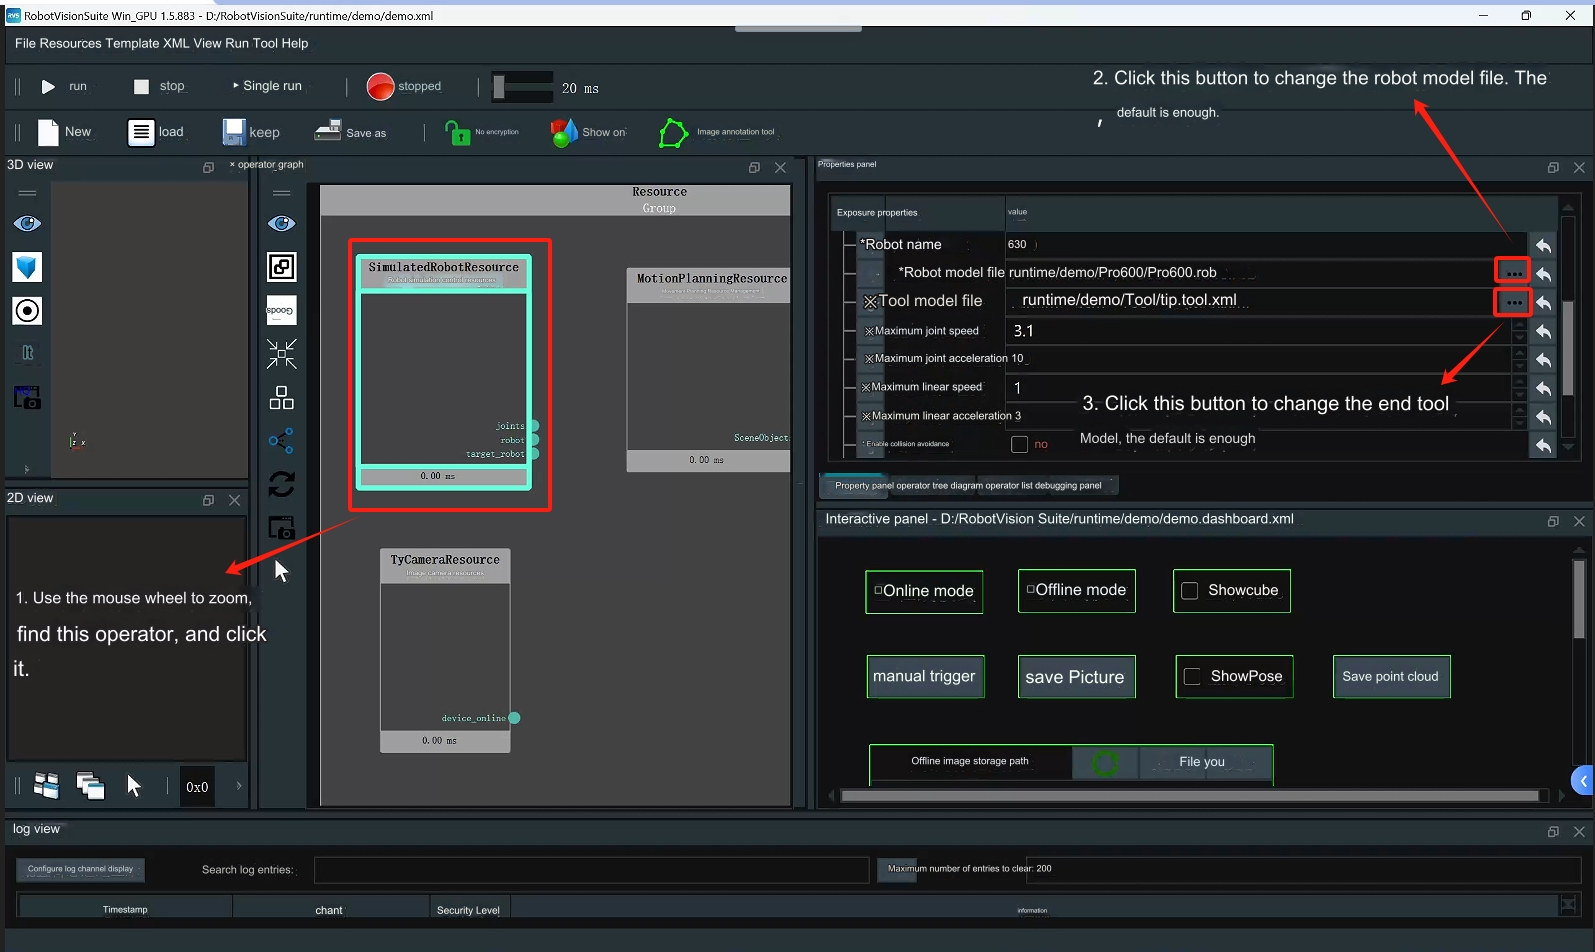 RobotVisionSuite Win_GPU 1.5.883 - D:/RobotVisionSuite/runtime/demo/demo.xml
File Resources Template XML View Run Tool Help
run
stop
Single run
stopped
20 ms
2. Click this button to change the robot model file. The
default is enough.
,
New
load
keep
Save as
No encryption
Show on
Image annotation tool
3D view
× operator graph
Properties panel
Resource
Group
Exposure properties
value
*Robot name
630
*Robot model file runtime/demo/Pro600/Pro600.rob
...
※Tool model file
runtime/demo/Tool/tip.tool.xml
...
※Maximum joint speed
3.1
※Maximum joint acceleration 10
※Maximum linear speed
1
※Maximum linear acceleration 3
* Enable collision avoidance
no
3. Click this button to change the end tool
Model, the default is enough
SimulatedRobotResource
Robot simulation control resources
joints
robot
target_robot
0.00 ms
MotionPlanningResource
SceneObject
0.00 ms
Goods
It
Y
Z X
Property panel operator tree diagram operator list debugging panel
2D view
1. Use the mouse wheel to zoom,
find this operator, and click
it.
0x0
TyCameraResource
Image camera resources
device_online
0.00 ms
Interactive panel - D:/RobotVision Suite/runtime/demo/demo.dashboard.xml
Online mode
Offline mode
Showcube
manual trigger
save Picture
ShowPose
Save point cloud
Offline image storage path
File you
log view
Configure log channel display
Search log entries:
Maximum number of entries to clear: 200
Timestamp
chant
Security Level
information